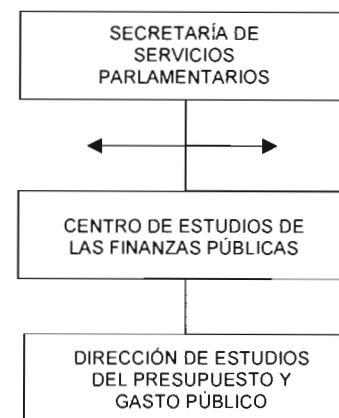 SECRETARÍA DE
SERVICIOS
PARLAMENTARIOS
CENTRO DE ESTUDIOS DE
LAS FINANZAS PÚBLICAS
DIRECCIÓN DE ESTUDIOS
DEL PRESUPUESTO Y
GASTO PÚBLICO